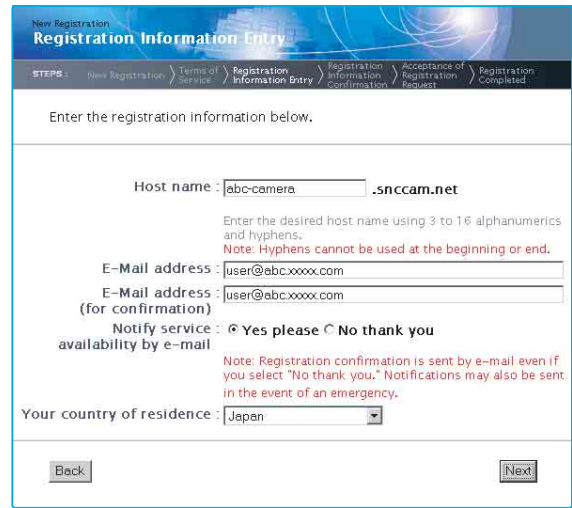 New Registration
Registration Information Entry
STEPS : New Registration 〉 Terms of Service 〉 Registration Information Entry 〉 Registration Information Confirmation 〉 Acceptance of Registration Request 〉 Registration Completed
Enter the registration information below.
Host name : abc-camera .snccam.net
Enter the desired host name using 3 to 16 alphanumerics
and hyphens.
Note: Hyphens cannot be used at the beginning or end.
E-Mail address : user@abc.xxxxx.com
E-Mail address : user@abc.xxxxx.com
(for confirmation)
Notify service : Yes please No thank you
availability by e-mail
Note: Registration confirmation is sent by e-mail even if
you select "No thank you." Notifications may also be sent
in the event of an emergency.
Your country of residence : Japan
Back Next